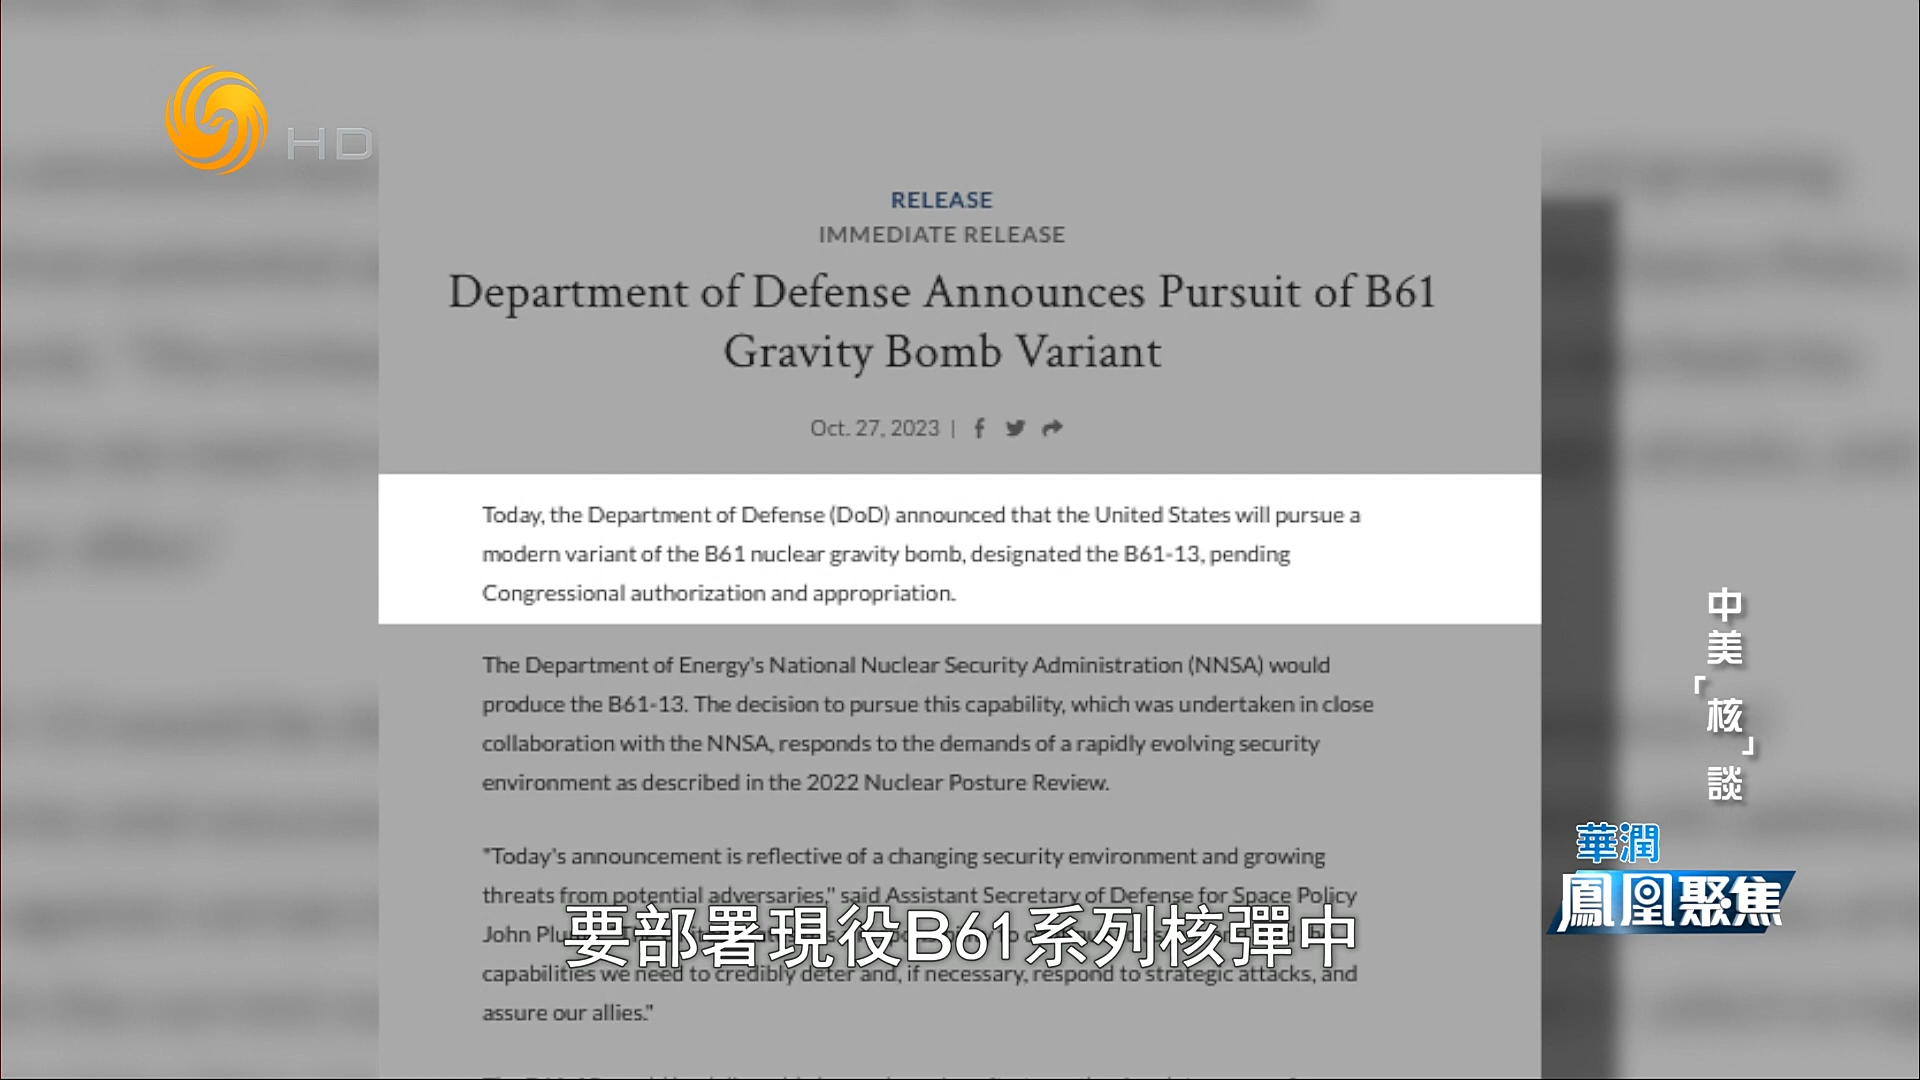 HD
RELEASE
IMMEDIATE RELEASE
Department of Defense Announces Pursuit of B61
Gravity Bomb Variant
Oct. 27, 2023 |
Today, the Department of Defense (DoD) announced that the United States will pursue a
modern variant of the B61 nuclear gravity bomb, designated the B61-13, pending
Congressional authorization and appropriation.
The Department of Energy's National Nuclear Security Administration (NNSA) would
produce the B61-13. The decision to pursue this capability, which was undertaken in close
collaboration with the NNSA, responds to the demands of a rapidly evolving security
environment as described in the 2022 Nuclear Posture Review.
"Today's announcement is reflective of a changing security environment and growing
threats from potential adversaries," said Assistant Secretary of Defense for Space Policy
John
capabilities we need to credibly deter and, if necessary, respond to strategic attacks, and
assure our allies."
要部署現役B61系列核彈中
中美「核」談
華潤
鳳凰聚焦